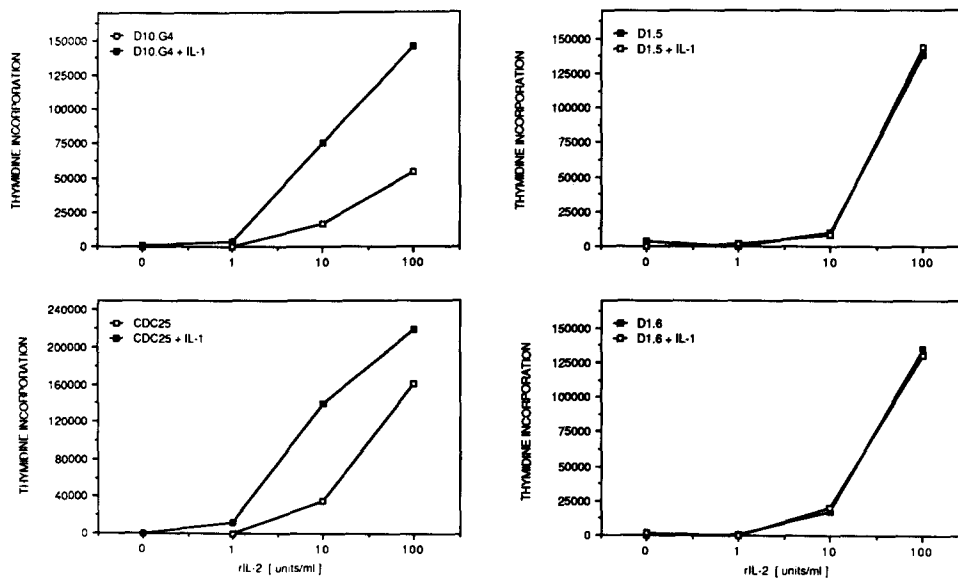 THYMIDINE INCORPORATION
150000
125000
100000
75000
50000
25000
0
D10.G4
D10.G4 + IL-1
0 1 10 100
THYMIDINE INCORPORATION
150000
125000
100000
75000
50000
25000
0
D1.5
D1.5 + IL-1
0 1 10 100
THYMIDINE INCORPORATION
240000
200000
160000
120000
80000
40000
0
CDC25
CDC25 + IL-1
0 1 10 100
rIL-2 [ units/ml ]
THYMIDINE INCORPORATION
150000
125000
100000
75000
50000
25000
0
D1.6
D1.6 + IL-1
0 1 10 100
rIL-2 [ units/ml ]